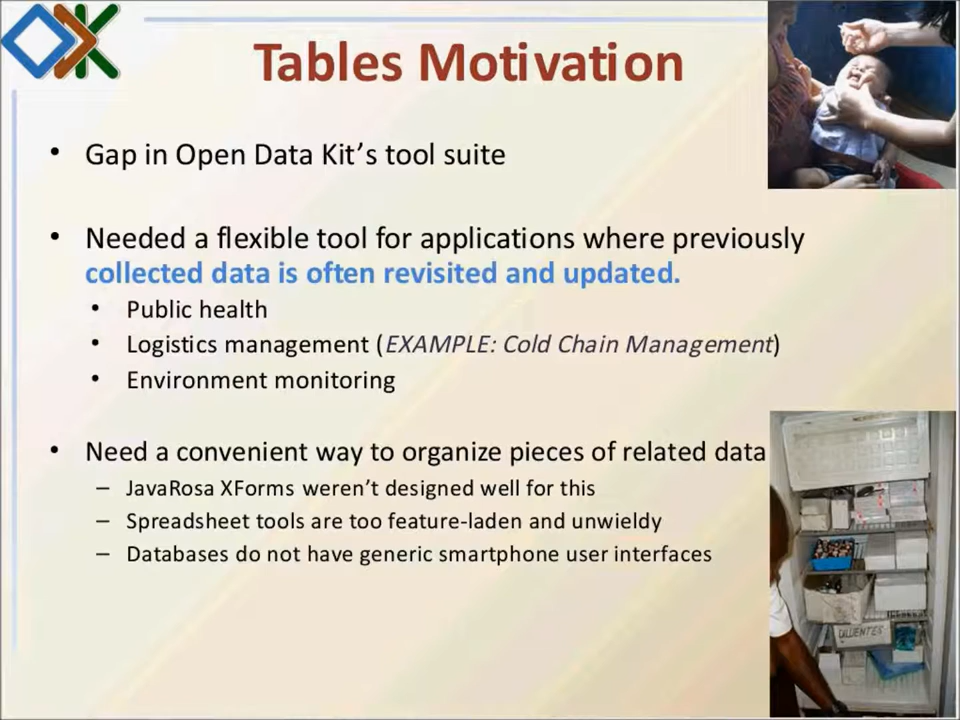 Tables Motivation
• Gap in Open Data Kit’s tool suite
• Needed a flexible tool for applications where previously
collected data is often revisited and updated.
• Public health
• Logistics management (EXAMPLE: Cold Chain Management)
• Environment monitoring
• Need a convenient way to organize pieces of related data
– JavaRosa XForms weren’t designed well for this
– Spreadsheet tools are too feature-laden and unwieldy
– Databases do not have generic smartphone user interfaces
DILUENTES